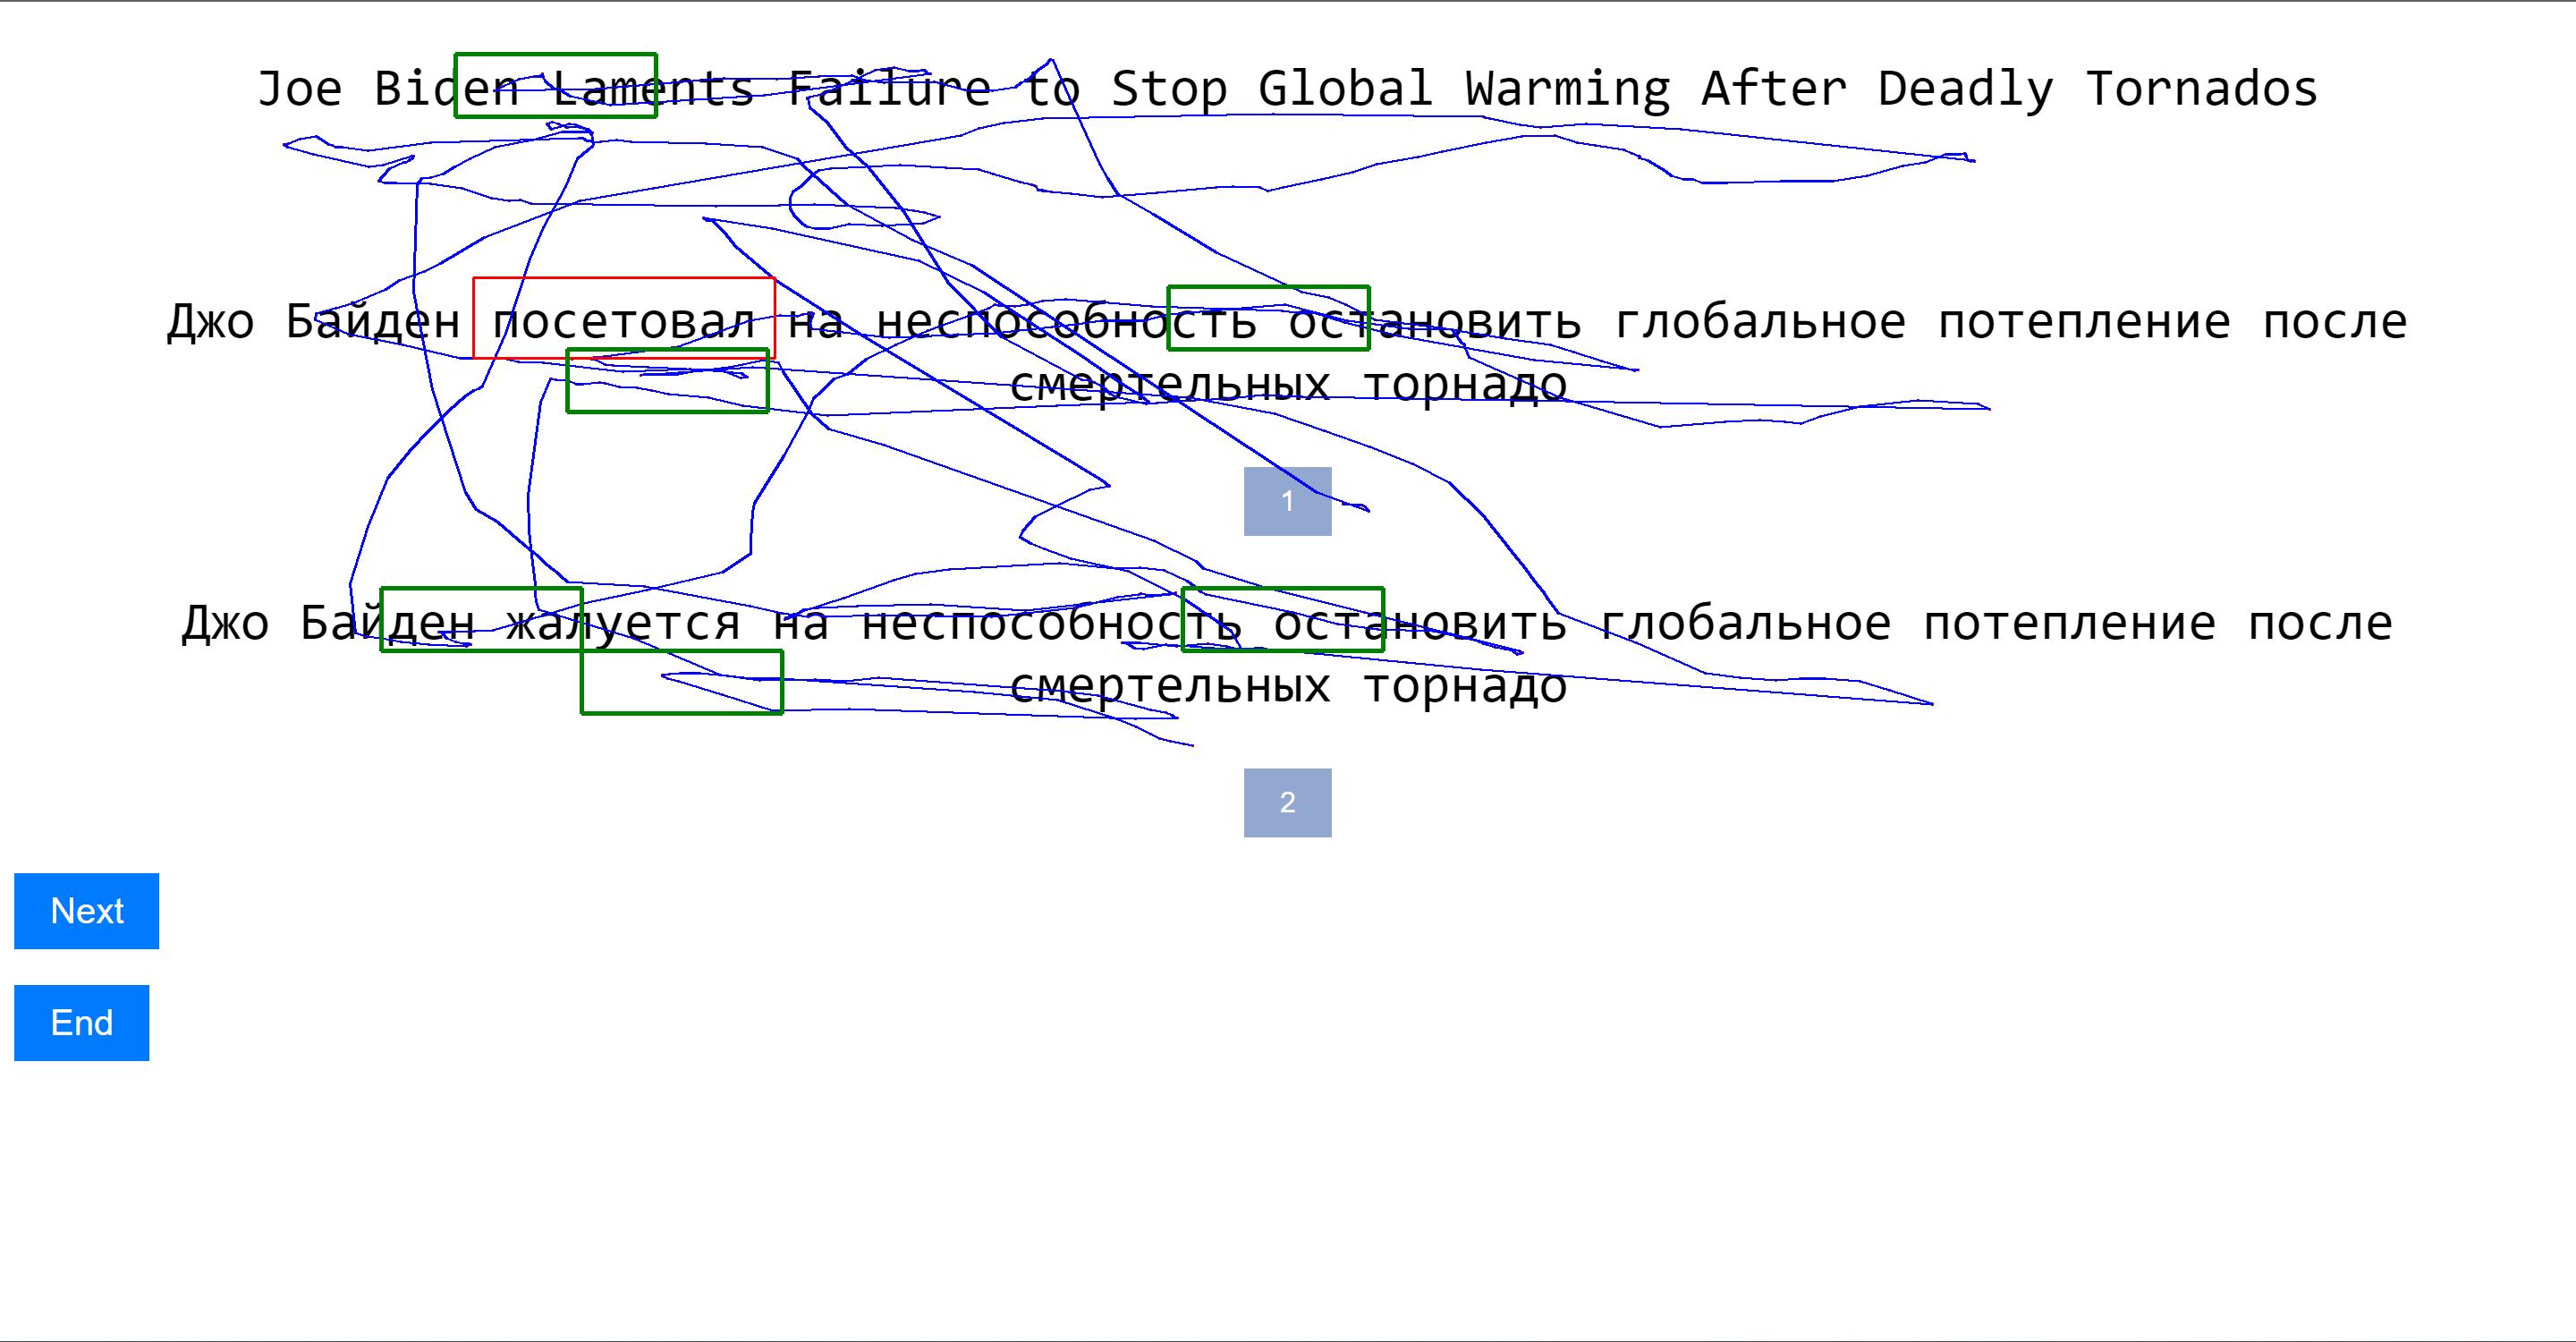 Joe Biden Laments Failure to Stop Global Warming After Deadly Tornados
Джо Байден посетовал на неспособность остановить глобальное потепление после
смертельных торнадо
1
Джо Байден жалуется на неспособность остановить глобальное потепление после
смертельных торнадо
2
Next
End